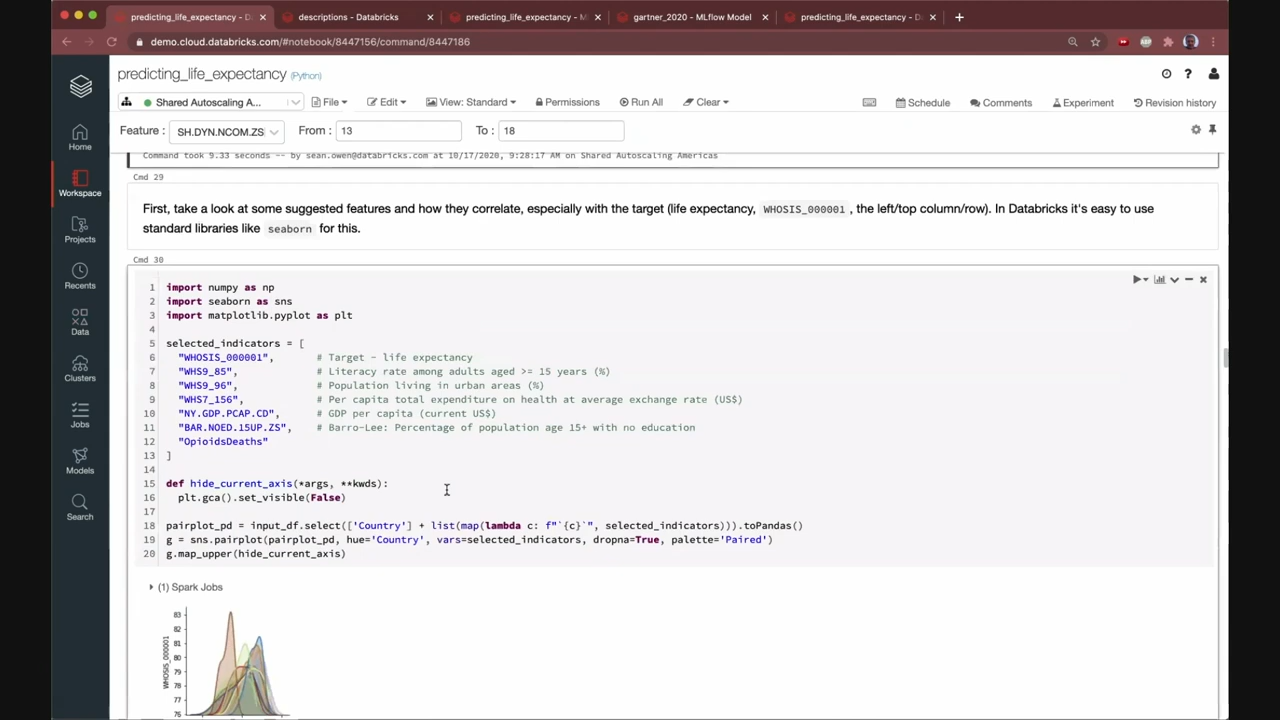 predicting_life_expectancy - D
descriptions - Databricks
predicting_life_expectancy - M
gartner_2020 - MLflow Model
predicting_life_expectancy - D
demo.cloud.databricks.com/#notebook/8447156/command/8447186
predicting_life_expectancy (Python)
Shared Autoscaling A... File Edit View: Standard Permissions Run All Clear Schedule Comments Experiment Revision history
Feature : SH.DYN.NCOM.ZS From : 13 To : 18
Home
Workspace
Projects
Recents
Data
Clusters
Jobs
Models
Search
Command took 9.33 seconds -- by sean.owen@databricks.com at 10/17/2020, 9:28:17 AM on Shared Autoscaling Americas
Cmd 29
First, take a look at some suggested features and how they correlate, especially with the target (life expectancy, WHOSIS_000001 , the left/top column/row). In Databricks it's easy to use
standard libraries like seaborn for this.
Cmd 30
1 import numpy as np
2 import seaborn as sns
3 import matplotlib.pyplot as plt
4
5 selected_indicators = [
6 "WHOSIS_000001", # Target - life expectancy
7 "WHS9_85", # Literacy rate among adults aged >= 15 years (%)
8 "WHS9_96", # Population living in urban areas (%)
9 "WHS7_156", # Per capita total expenditure on health at average exchange rate (US$)
10 "NY.GDP.PCAP.CD", # GDP per capita (current US$)
11 "BAR.NOED.15UP.ZS", # Barro-Lee: Percentage of population age 15+ with no education
12 "OpioidsDeaths"
13 ]
14
15 def hide_current_axis(*args, **kwds):
16 plt.gca().set_visible(False)
17
18 pairplot_pd = input_df.select(['Country'] + list(map(lambda c: f"`{c}`", selected_indicators))).toPandas()
19 g = sns.pairplot(pairplot_pd, hue='Country', vars=selected_indicators, dropna=True, palette='Paired')
20 g.map_upper(hide_current_axis)
(1) Spark Jobs
WHOSIS_000001
83
82
81
80
79
78
77
76